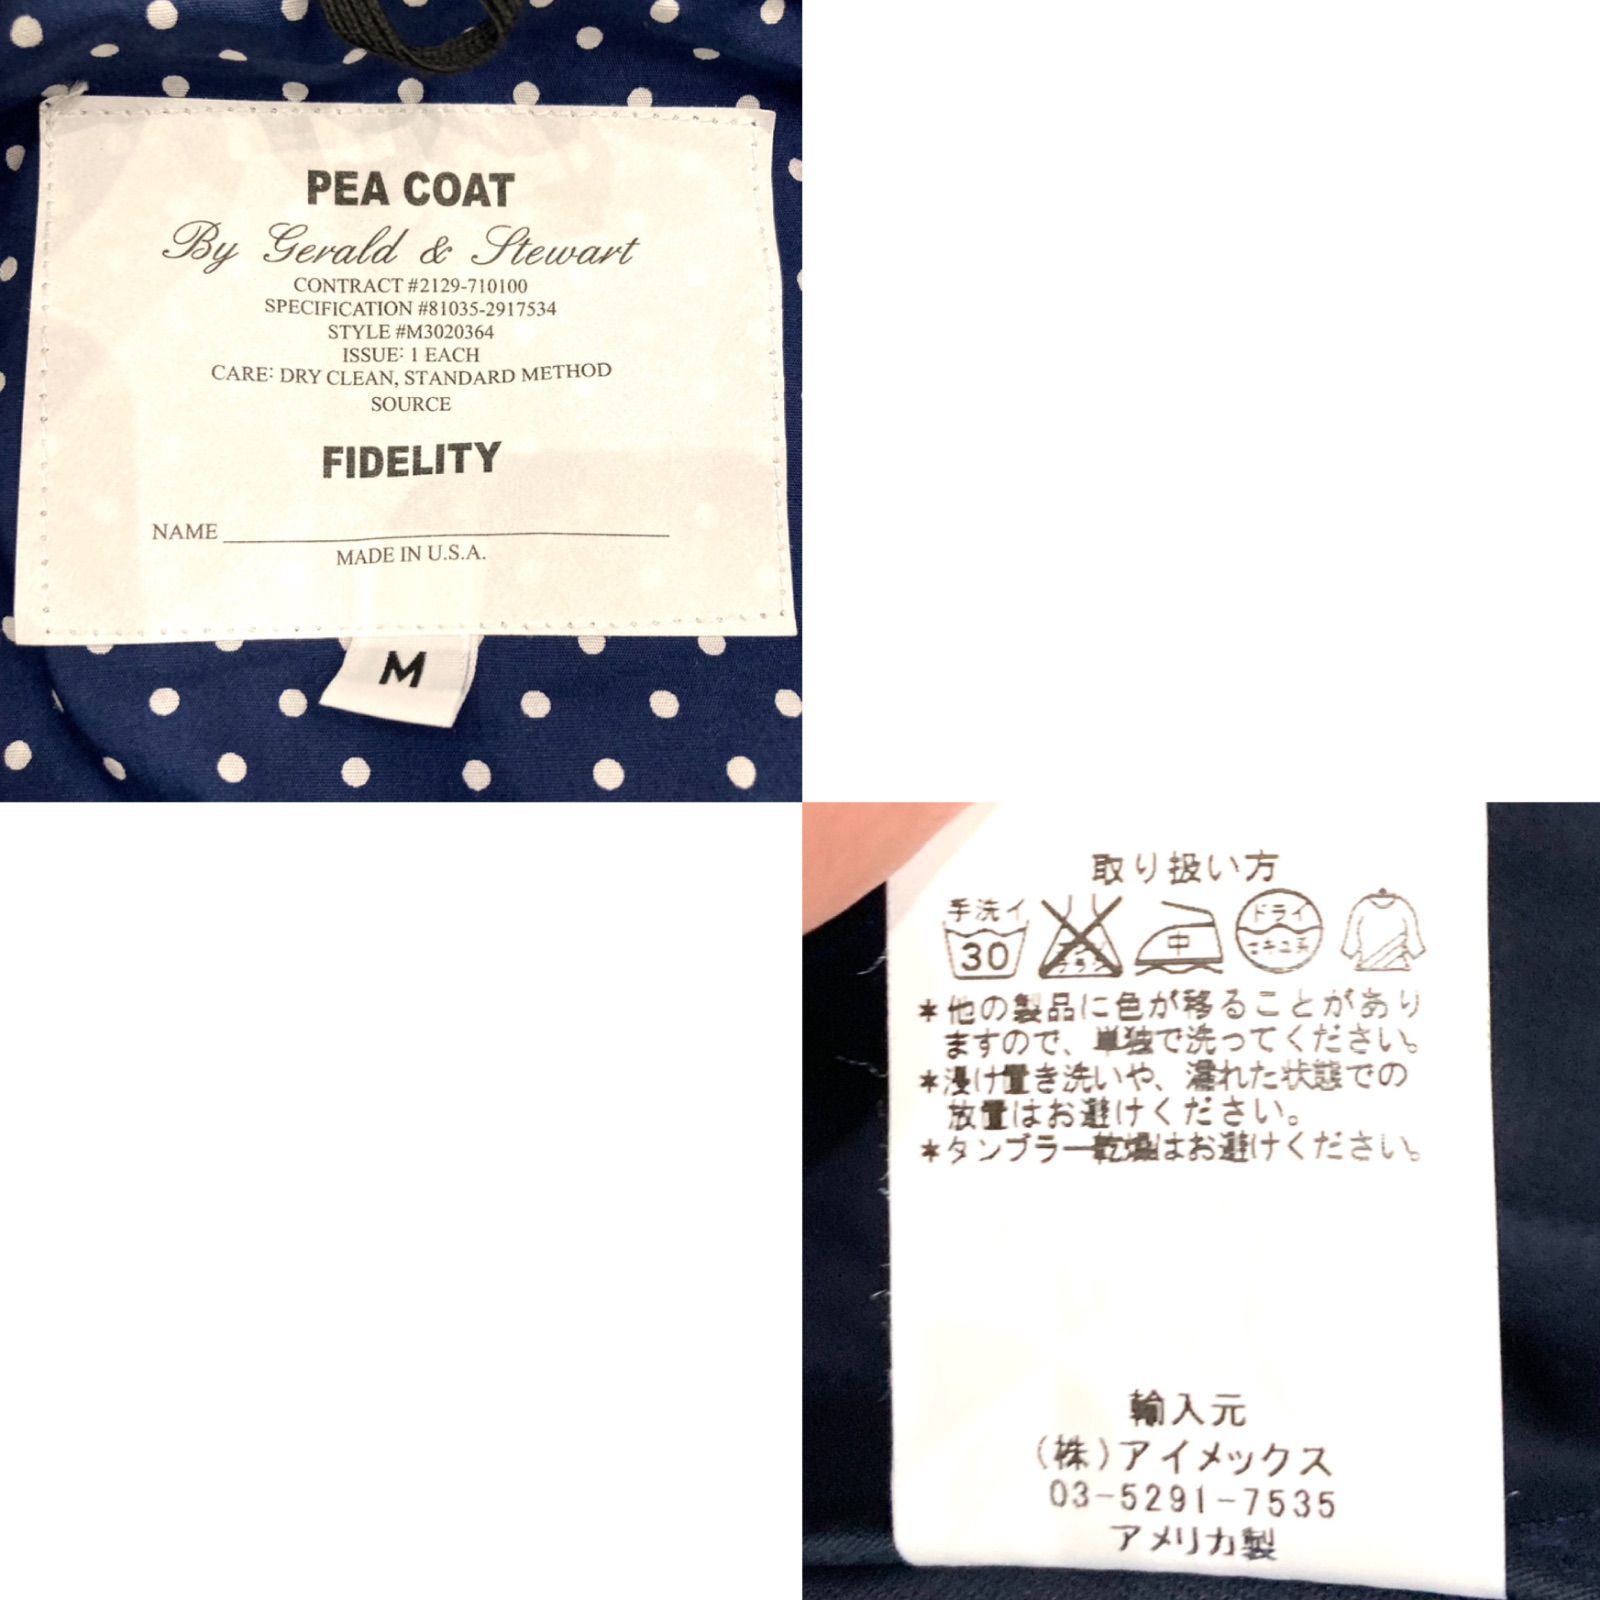 PEA COAT
By Gerald & Stewart
CONTRACT #2129-710100
SPECIFICATION #81035-2917534
STYLE #M3020364
ISSUE: 1 EACH
CARE: DRY CLEAN, STANDARD METHOD
SOURCE
FIDELITY
NAME
MADE IN U.S.A.
M
取り扱い方
手洗イ
30
中
ドライ
*他の製品に色が移ることがあり
ますので、単独で洗ってください。
*浸け置き洗いや、濡れた状態での
放置はお避けください。
*タンブラー乾燥はお避けください。
輸入元
(株)アイメックス
03-5291-7535
アメリカ製